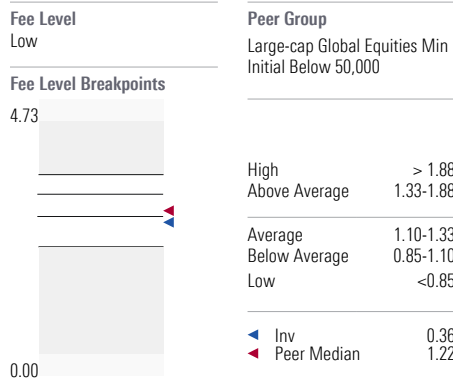 Fee Level
Low
Fee Level Breakpoints
4.73
0.00
Peer Group
Large-cap Global Equities Min
Initial Below 50,000
High > 1.88
Above Average 1.33-1.88
Average 1.10-1.33
Below Average 0.85-1.10
Low <0.85
Inv 0.36
Peer Median 1.22